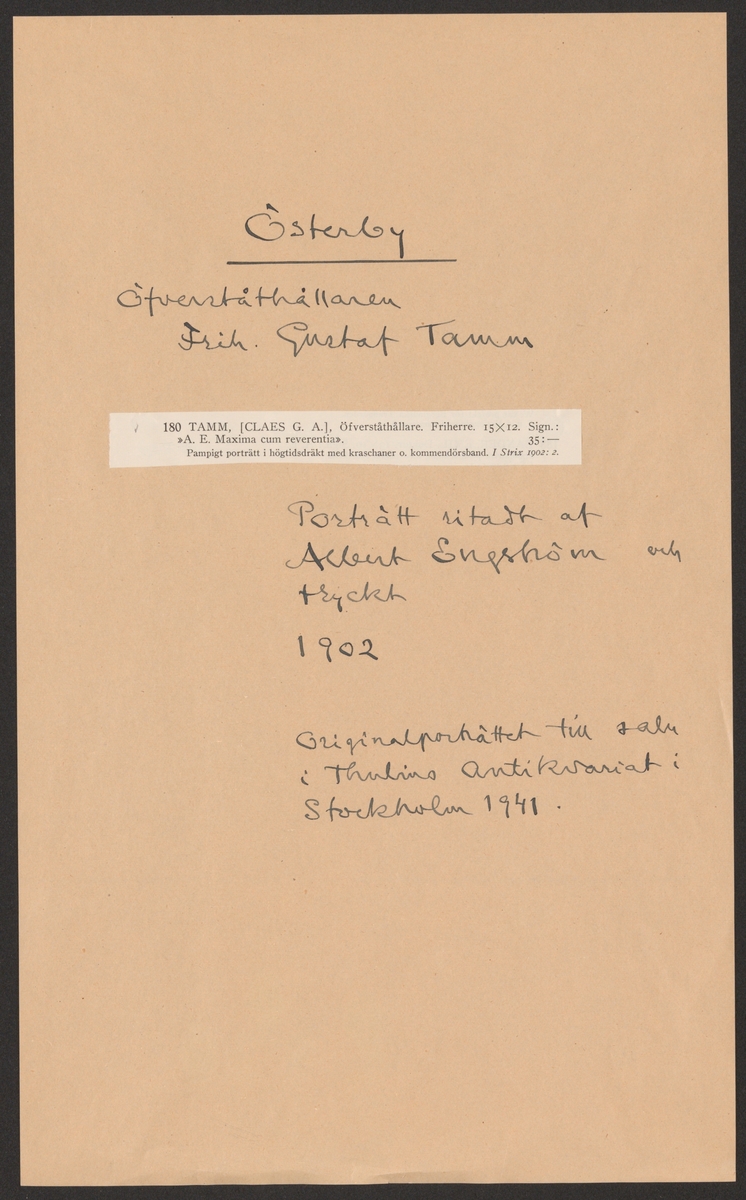 Österby
Öfverståthållaren
Frih. Gustaf Tamm
180 TAMM, [CLAES G. A.], Öfverståthållare. Friherre. 15×12. Sign.:
»A. E. Maxima cum reverentia». 35:—
Pampigt porträtt i högtidsdräkt med kraschaner o. kommendörsband. I Strix 1902: 2.
Porträtt ritadt af
Albert Engström och
tryckt
1902
Originalporträttet till salu
i Thulins Antikvariat i
Stockholm 1941.